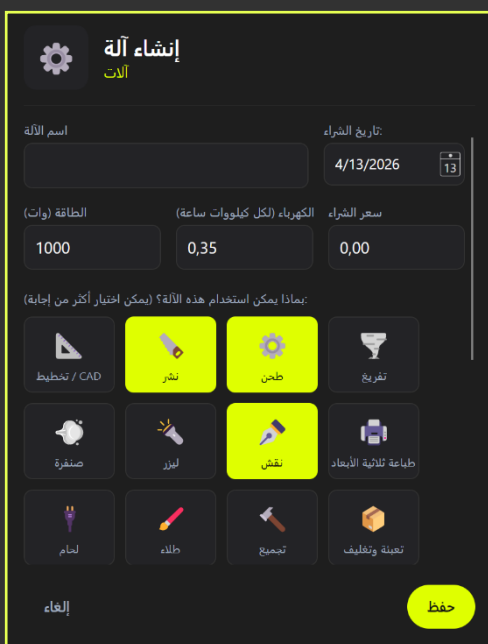 إنشاء آلة
آلات
اسم الآلة
تاريخ الشراء:
4/13/2026
13
الطاقة (وات)
الكهرباء (لكل كيلووات ساعة)
سعر الشراء
1000
0,35
0,00
بماذا يمكن استخدام هذه الآلة؟ (يمكن اختيار أكثر من إجابة):
CAD / تخطيط
نشر
طحن
تفريغ
صنفرة
ليزر
نقش
طباعة ثلاثية الأبعاد
لحام
طلاء
تجميع
تعبئة وتغليف
إلغاء
حفظ